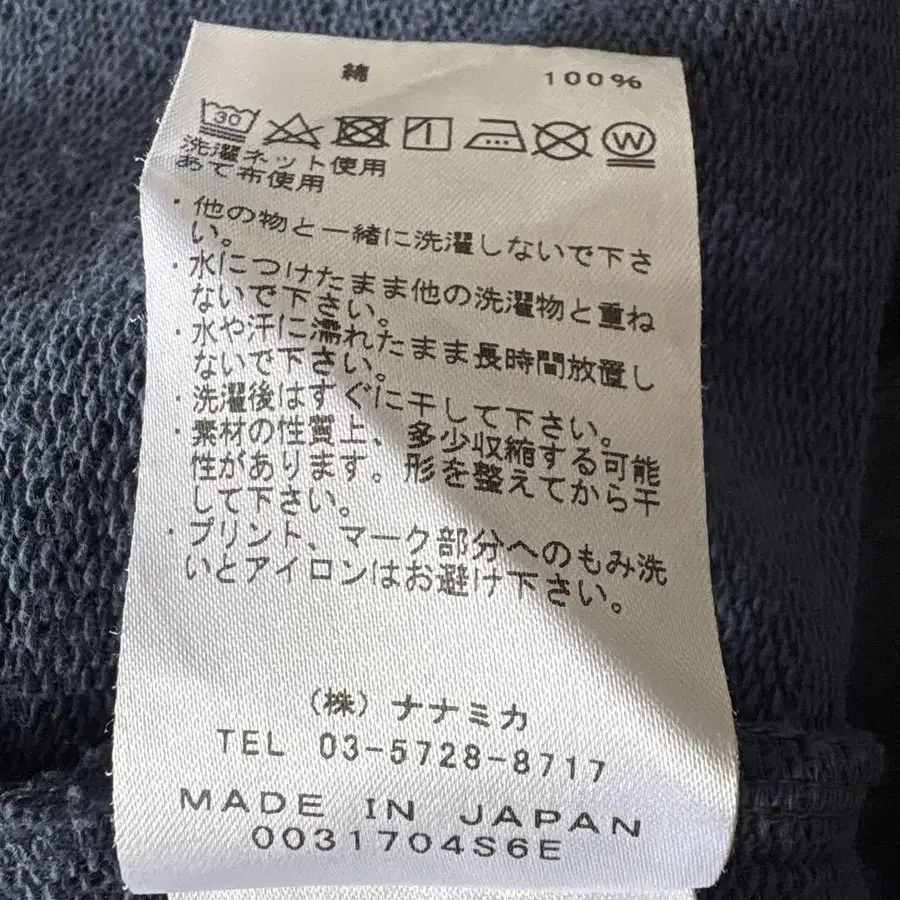 綿 100%
30 W
洗濯ネット使用
あて布使用
・他の物と一緒に洗濯しないで下さ
い。
・水につけたまま他の洗濯物と重ね
ないで下さい。
・水や汗に濡れたまま長時間放置し
ないで下さい。
・洗濯後はすぐに干して下さい。
・素材の性質上、多少収縮する可能
性があります。形を整えてから干
して下さい。
・プリント、マーク部分へのもみ洗
いとアイロンはお避け下さい。
(株)ナナミカ
TEL 03-5728-8717
MADE IN JAPAN
0031704S6E